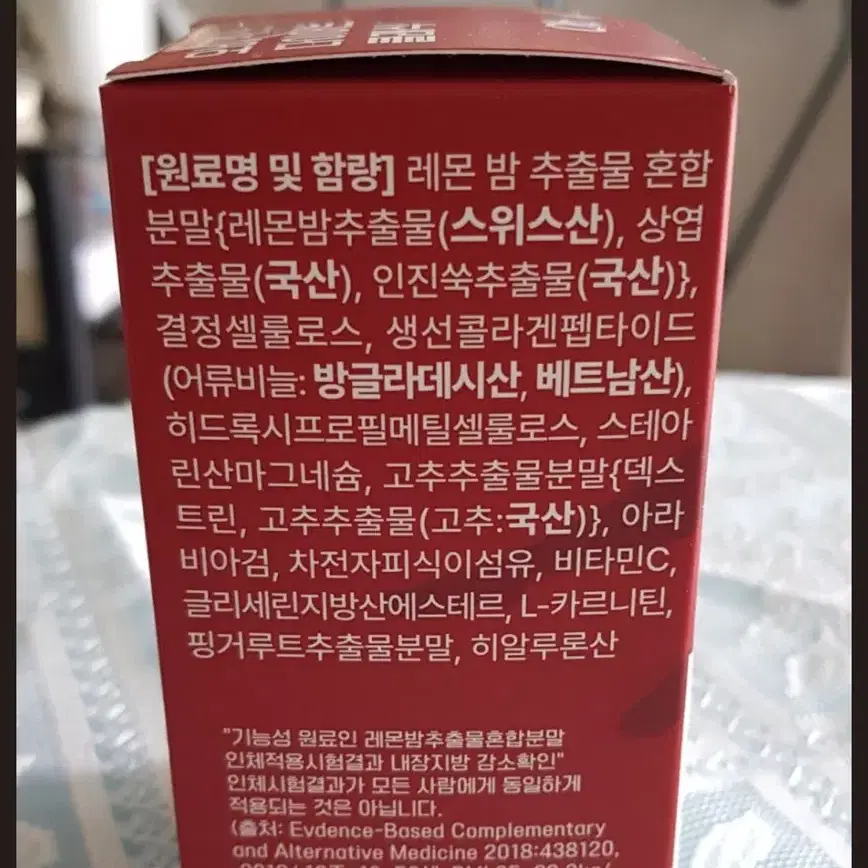 [원료명 및 함량] 레몬 밤 추출물 혼합
분말{레몬밤추출물(스위스산), 상엽
추출물(국산), 인진쑥추출물(국산)},
결정셀룰로스, 생선콜라겐펩타이드
(어류비늘: 방글라데시산, 베트남산),
히드록시프로필메틸셀룰로스, 스테아
린산마그네슘, 고추추출물분말{덱스
트린, 고추추출물(고추:국산)}, 아라
비아검, 차전자피식이섬유, 비타민C,
글리세린지방산에스테르, L-카르니틴,
핑거루트추출물분말, 히알루론산
"기능성 원료인 레몬밤추출물혼합분말
인체적용시험결과 내장지방 감소확인"
인체시험결과가 모든 사람에게 동일하게
적용되는 것은 아닙니다.
(출처: Evdence-Based Complementary
and Alternative Medicine 2018:438120,